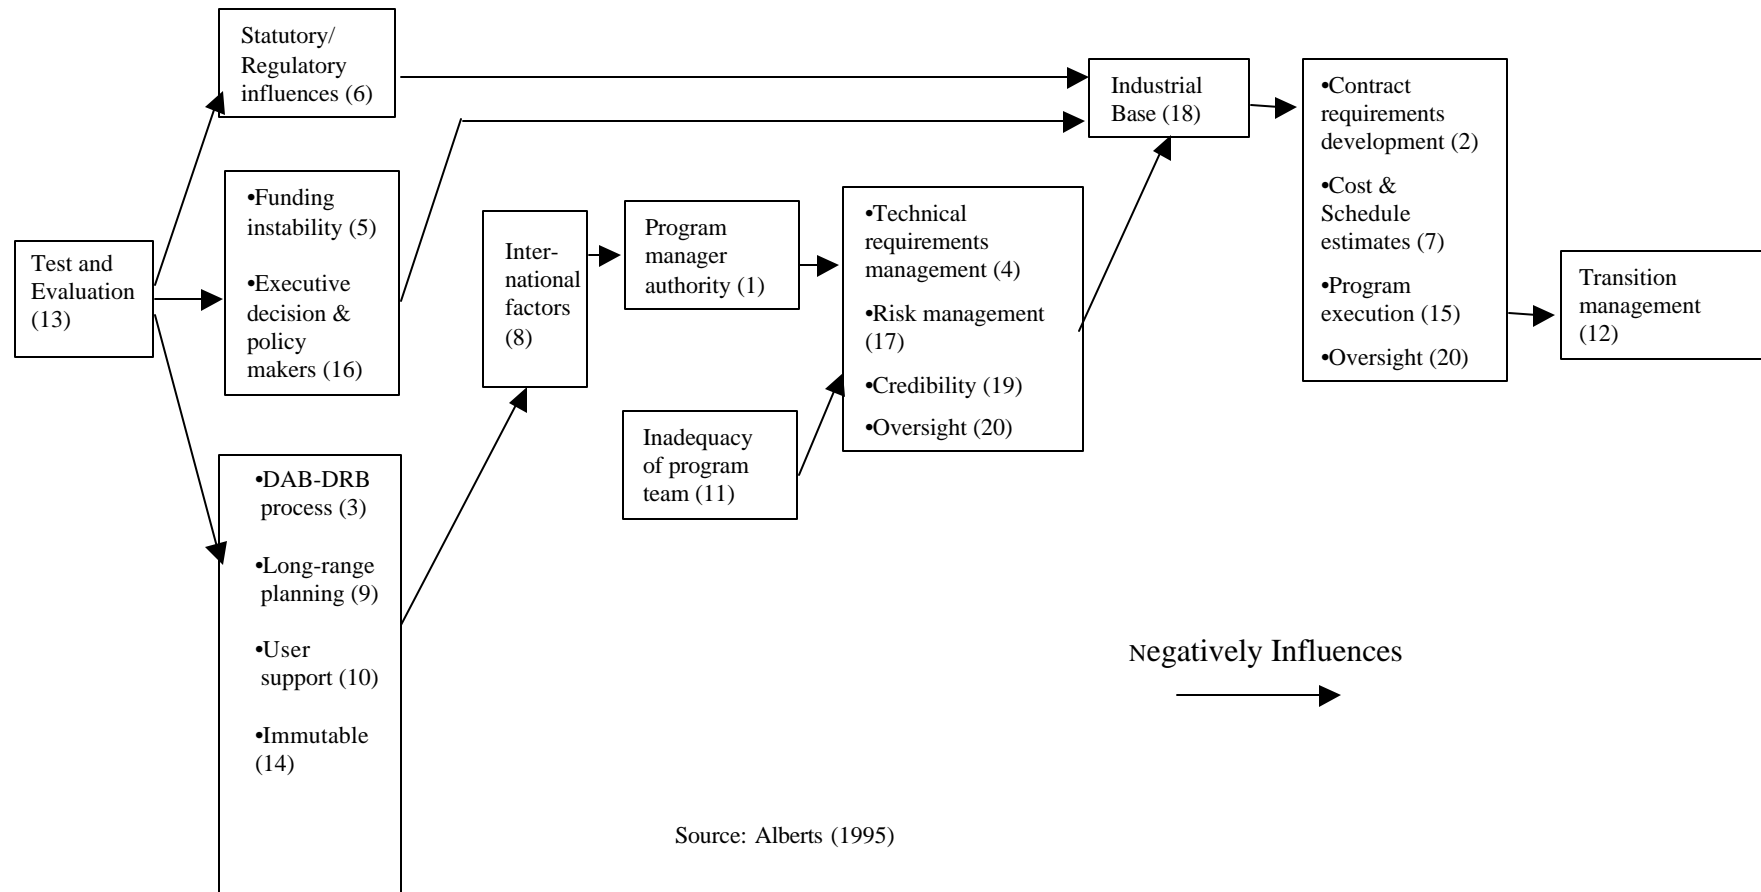 Statutory/
Regulatory
influences (6)
•Funding
instability (5)
•Executive
decision &
policy
makers (16)
Test and
Evaluation
(13)
•DAB-DRB
process (3)
•Long-range
planning (9)
•User
support (10)
•Immutable
(14)
Inter-
national
factors
(8)
Program
manager
authority (1)
Inadequacy
of program
team (11)
•Technical
requirements
management (4)
•Risk management
(17)
•Credibility (19)
•Oversight (20)
Industrial
Base (18)
•Contract
requirements
development (2)
•Cost &
Schedule
estimates (7)
•Program
execution (15)
•Oversight (20)
Transition
management
(12)
Negatively Influences
Source: Alberts (1995)